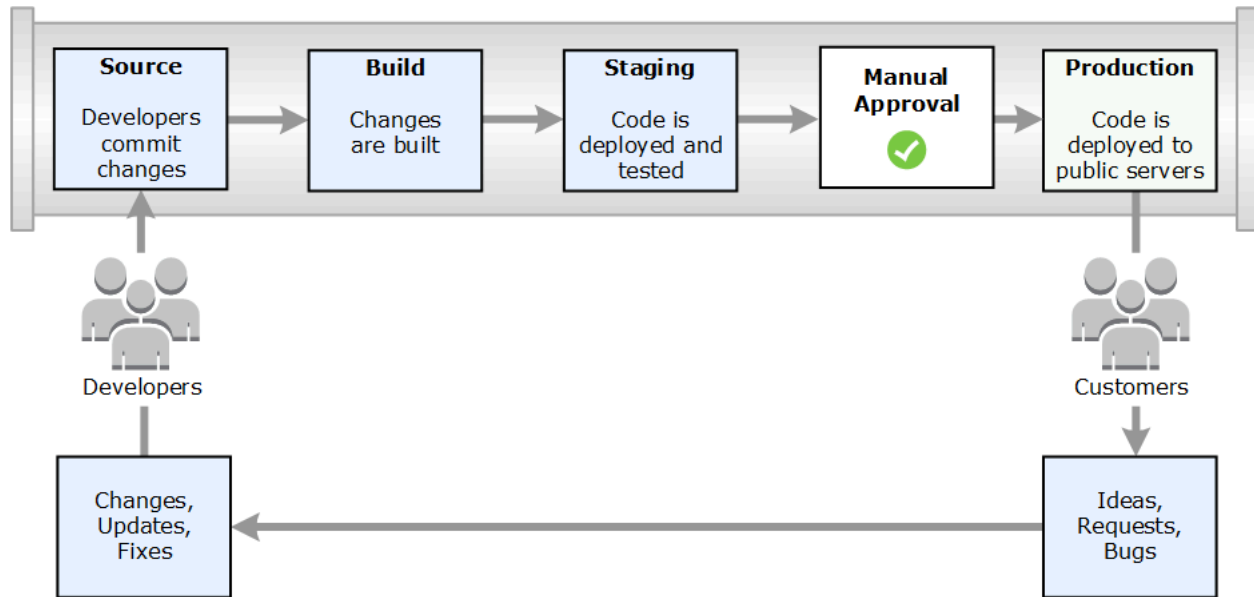 Source
Developers
commit
changes
Build
Changes
are built
Staging
Code is
deployed and
tested
Manual
Approval
Production
Code is
deployed to
public servers
Developers
Customers
Changes,
Updates,
Fixes
Ideas,
Requests,
Bugs